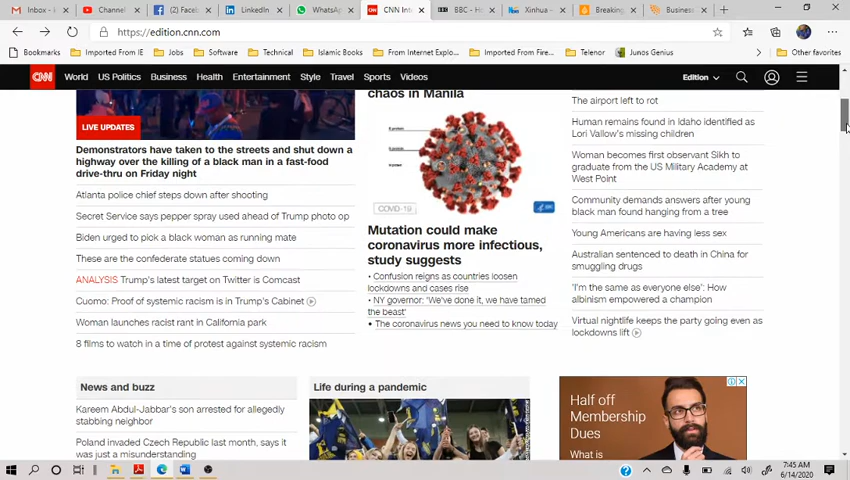 Inbox - i
Channel
(2) Face
LinkedIn
WhatsA
CNN Int
BBC - Ho
Xinhua -
Breaking
Business
https://edition.cnn.com
Bookmarks
Imported From IE
Jobs
Software
Technical
Islamic Books
From Internet Explo...
Imported From Fire...
Telenor
Junos Genius
Other favorites
CNN World US Politics Business Health Entertainment Style Travel Sports Videos Edition
LIVE UPDATES
Demonstrators have taken to the streets and shut down a
highway over the killing of a black man in a fast-food
drive-thru on Friday night
Atlanta police chief steps down after shooting
Secret Service says pepper spray used ahead of Trump photo op
Biden urged to pick a black woman as running mate
These are the confederate statues coming down
ANALYSIS Trump's latest target on Twitter is Comcast
Cuomo: Proof of systemic racism is in Trump's Cabinet
Woman launches racist rant in California park
8 films to watch in a time of protest against systemic racism
chaos in Manila
COVID-19
Mutation could make
coronavirus more infectious,
study suggests
• Confusion reigns as countries loosen
lockdowns and cases rise
• NY governor: 'We've done it, we have tamed
the beast'
• The coronavirus news you need to know today
The airport left to rot
Human remains found in Idaho identified as
Lori Vallow's missing children
Woman becomes first observant Sikh to
graduate from the US Military Academy at
West Point
Community demands answers after young
black man found hanging from a tree
Young Americans are having less sex
Australian sentenced to death in China for
smuggling drugs
'I'm the same as everyone else': How
albinism empowered a champion
Virtual nightlife keeps the party going even as
lockdowns lift
News and buzz
Kareem Abdul-Jabbar's son arrested for allegedly
stabbing neighbor
Poland invaded Czech Republic last month, says it
was just a misunderstanding
Life during a pandemic
Half off
Membership
Dues
What is
7:45 AM
6/14/2020